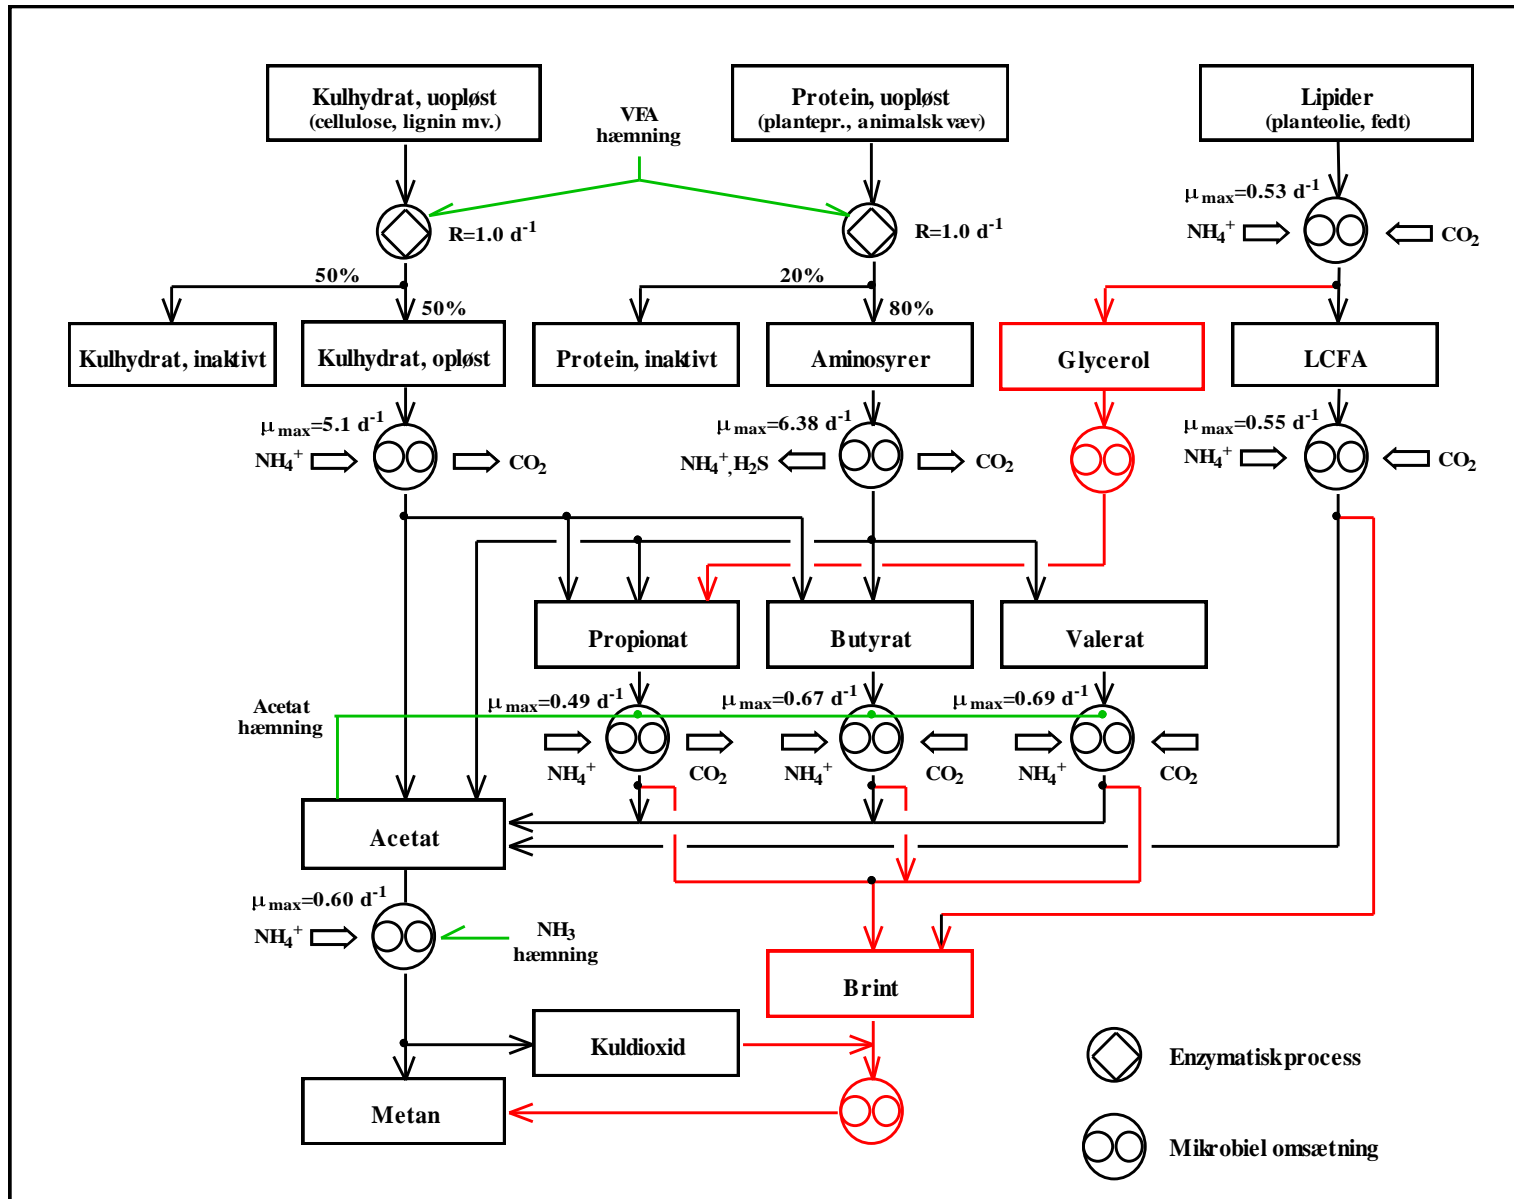 Kulhydrat, uopløst
(cellulose, lignin mv.)
VFA
hæmning
Protein, uopløst
(plantepr., animalsk væv)
Lipider
(planteolie, fedt)
R=1.0 d⁻¹
R=1.0 d⁻¹
μmax=0.53 d⁻¹
NH₄⁺
CO₂
50%
50%
20%
80%
Kulhydrat, inaktivt
Kulhydrat, opløst
Protein, inaktivt
Aminosyrer
Glycerol
LCFA
μmax=5.1 d⁻¹
NH₄⁺
CO₂
μmax=6.38 d⁻¹
NH₄⁺,H₂S
CO₂
μmax=0.55 d⁻¹
NH₄⁺
CO₂
Propionat
Butyrat
Valerat
Acetat
hæmning
μmax=0.49 d⁻¹
μmax=0.67 d⁻¹
μmax=0.69 d⁻¹
NH₄⁺
CO₂
NH₄⁺
CO₂
NH₄⁺
CO₂
Acetat
μmax=0.60 d⁻¹
NH₄⁺
NH₃
hæmning
Brint
Kuldioxid
Metan
Enzymatisk process
Mikrobiel omsætning